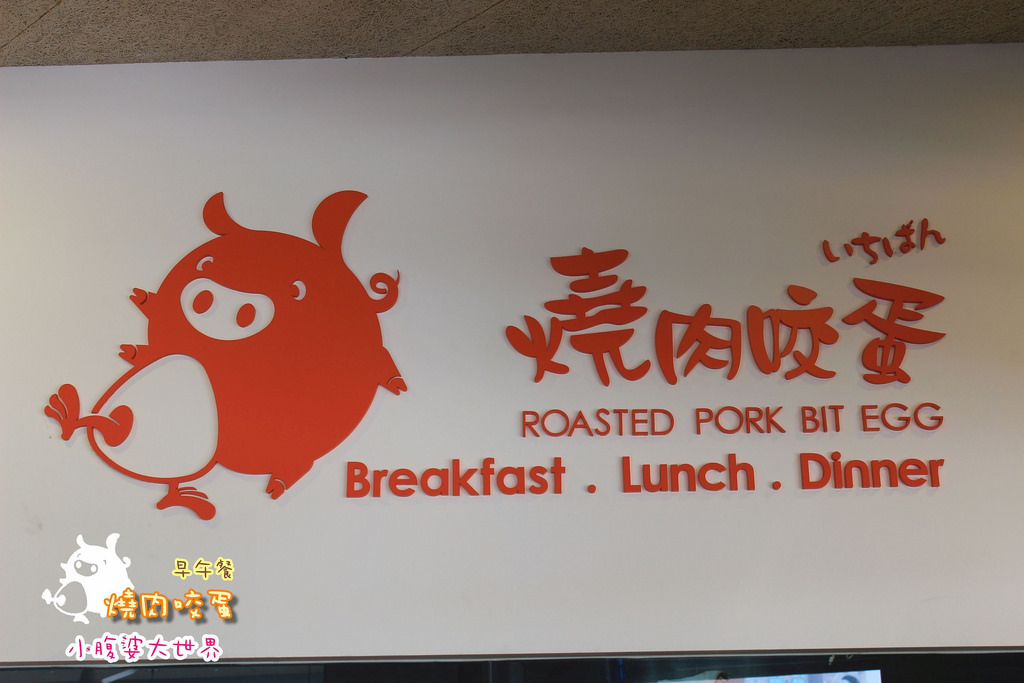 いちばん
燒肉咬蛋
ROASTED PORK BIT EGG
Breakfast . Lunch . Dinner
早午餐
燒肉咬蛋
小腹婆大世界